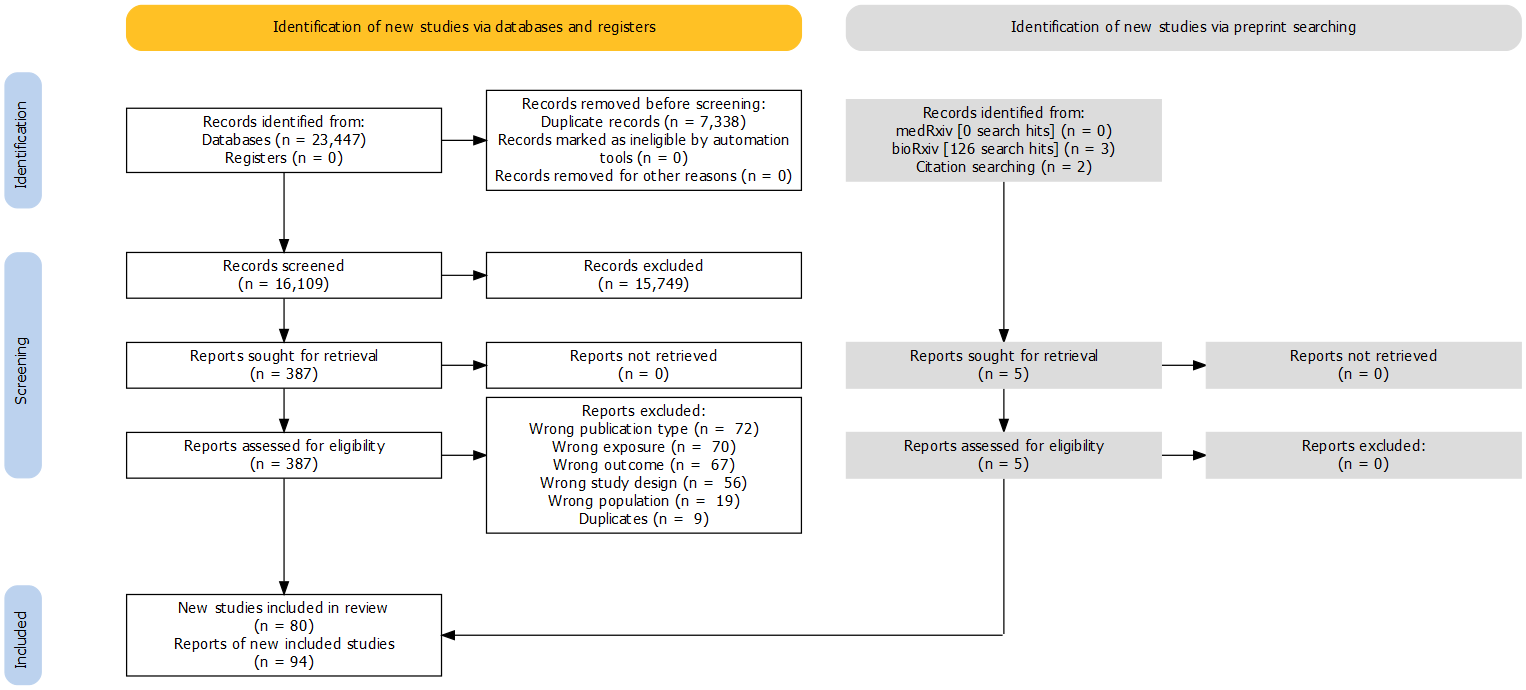 Identification of new studies via databases and registers
Identification of new studies via preprint searching
Identification
Records identified from:
Databases (n = 23,447)
Registers (n = 0)
Records removed before screening:
Duplicate records (n = 7,338)
Records marked as ineligible by automation
tools (n = 0)
Records removed for other reasons (n = 0)
Records identified from:
medRxiv [0 search hits] (n = 0)
bioRxiv [126 search hits] (n = 3)
Citation searching (n = 2)
Screening
Records screened
(n = 16,109)
Records excluded
(n = 15,749)
Reports sought for retrieval
(n = 387)
Reports not retrieved
(n = 0)
Reports sought for retrieval
(n = 5)
Reports not retrieved
(n = 0)
Reports assessed for eligibility
(n = 387)
Reports excluded:
Wrong publication type (n = 72)
Wrong exposure (n = 70)
Wrong outcome (n = 67)
Wrong study design (n = 56)
Wrong population (n = 19)
Duplicates (n = 9)
Reports assessed for eligibility
(n = 5)
Reports excluded:
(n = 0)
Included
New studies included in review
(n = 80)
Reports of new included studies
(n = 94)